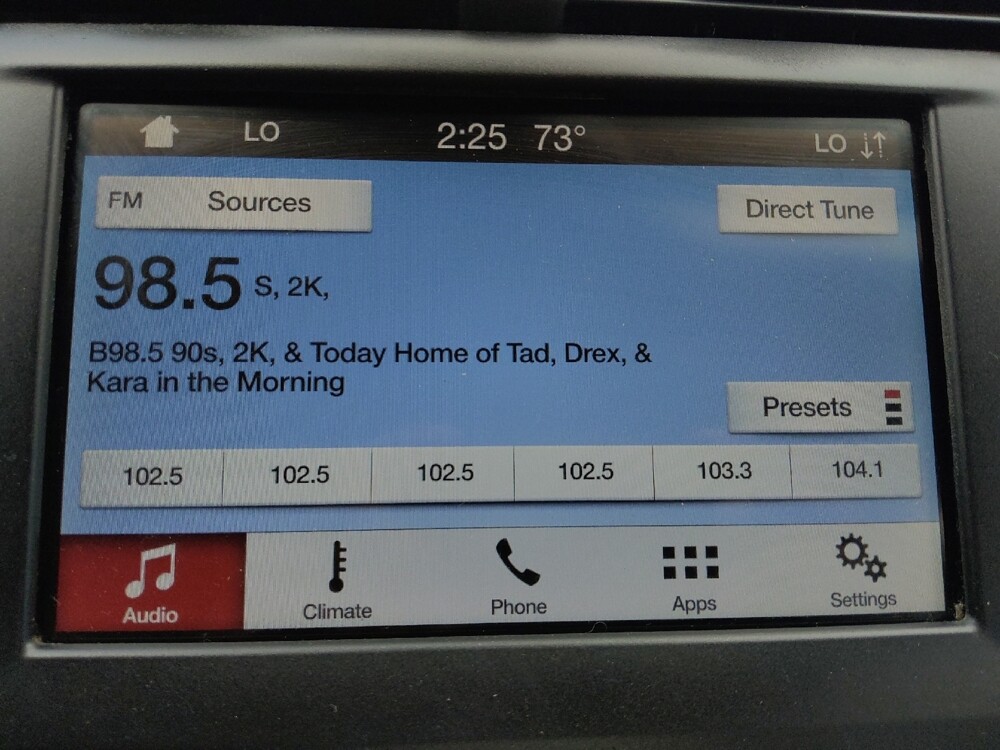 LO 2:25 73° LO
FM Sources
Direct Tune
98.5 S, 2K,
B98.5 90s, 2K, & Today Home of Tad, Drex, &
Kara in the Morning
Presets
102.5 102.5 102.5 102.5 103.3 104.1
Audio Climate Phone Apps Settings